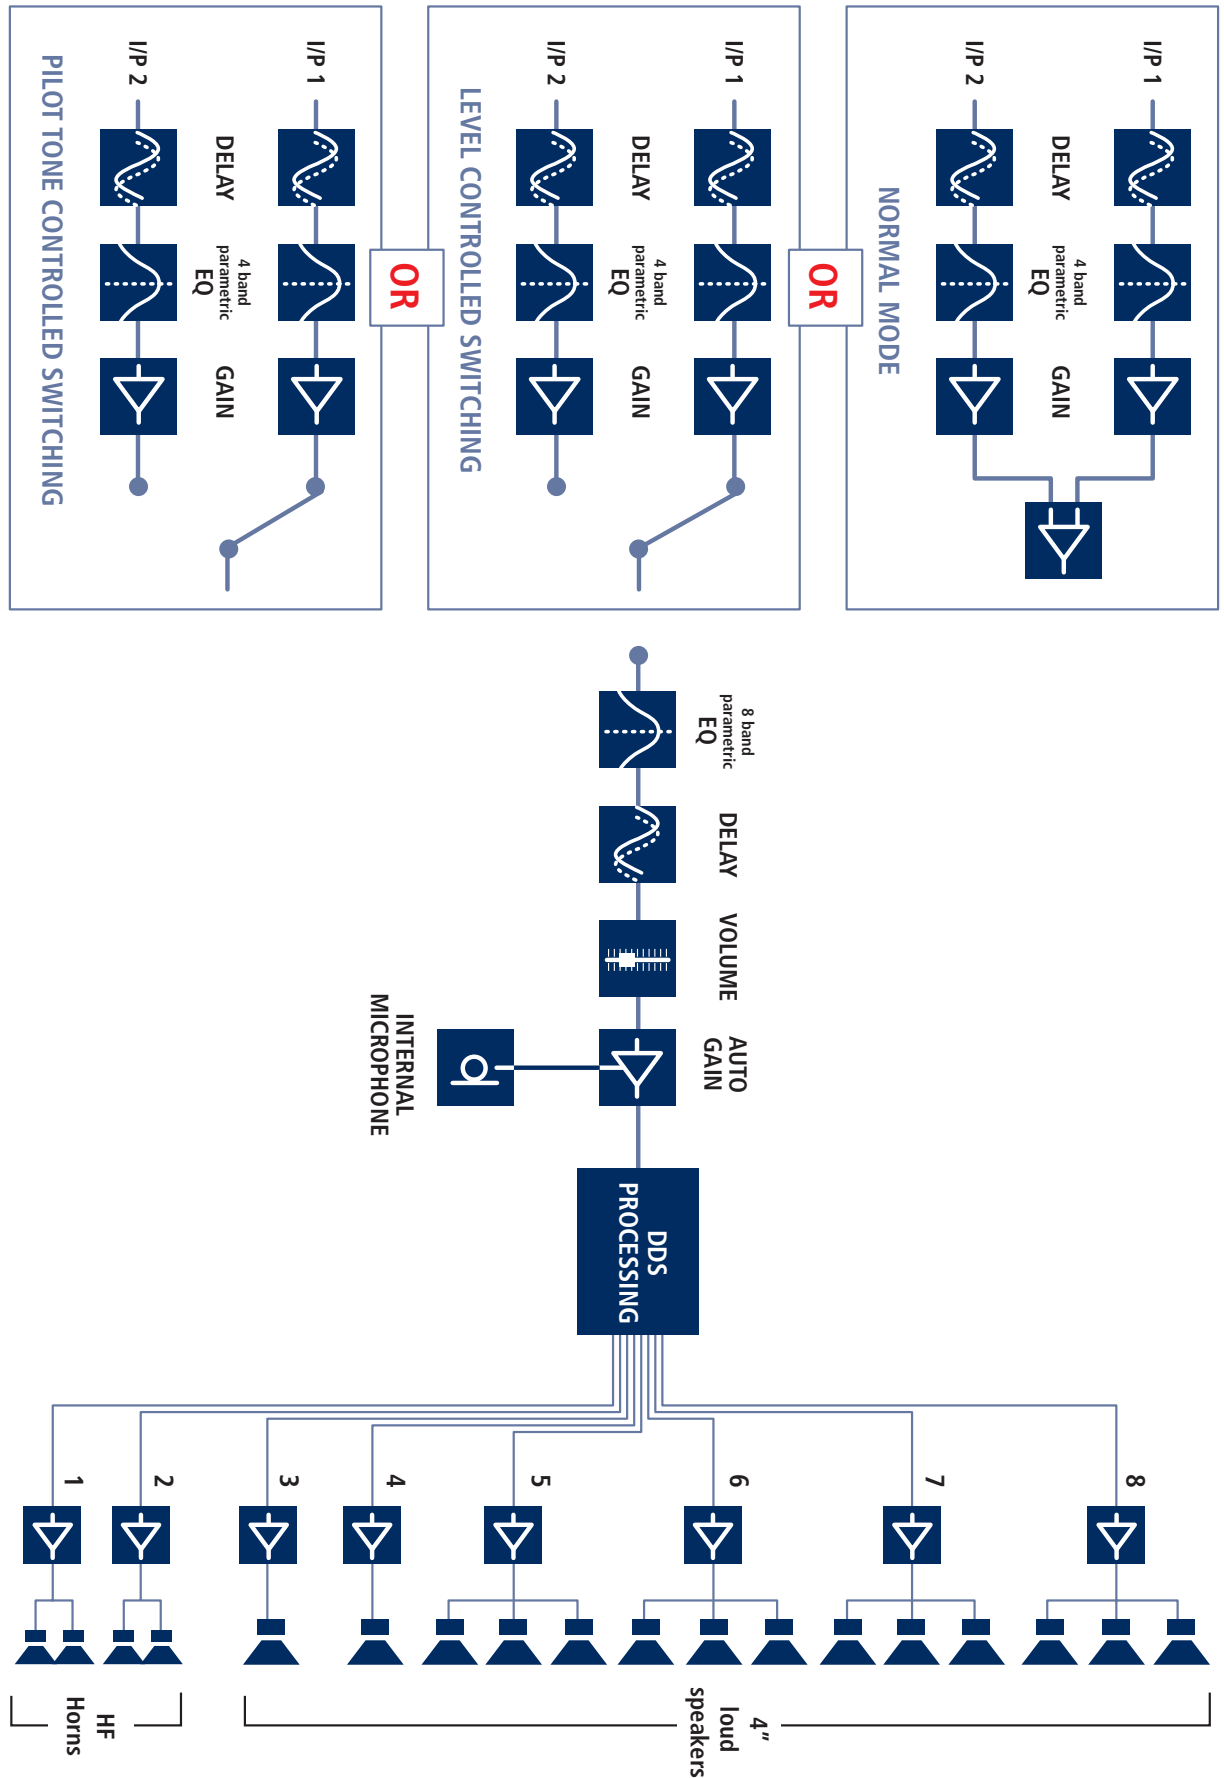 I/P 1
DELAY
4 band
parametric
EQ
GAIN
I/P 2
NORMAL MODE
OR
I/P 1
DELAY
4 band
parametric
EQ
GAIN
I/P 2
LEVEL CONTROLLED SWITCHING
OR
I/P 1
DELAY
4 band
parametric
EQ
GAIN
I/P 2
PILOT TONE CONTROLLED SWITCHING
8 band
parametric
EQ
DELAY
VOLUME
AUTO
GAIN
INTERNAL
MICROPHONE
DDS
PROCESSING
8
7
6
5
4
3
2
1
4″
loud
speakers
HF
Horns